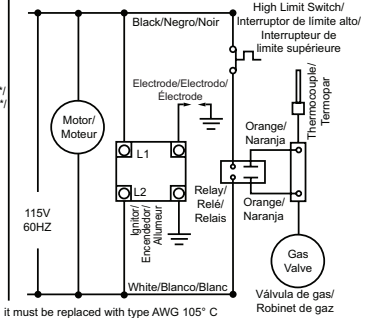 High Limit Switch/
Interruptor de límite alto/
Interrupteur de
limite supérieure
Black/Negro/Noir
*/
*/
Electrode/Electrodo/
Électrode
Thermocouple/
Termopar
Motor/
Moteur
Orange/
Naranja
L1
L2
Relay/
Relé/
Relais
Orange/
Naranja
Ignitor/
Encendedor/
Allumeur
115V
60HZ
Gas
Valve
White/Blanco/Blanc
Válvula de gas/
Robinet de gaz
it must be replaced with type AWG 105° C